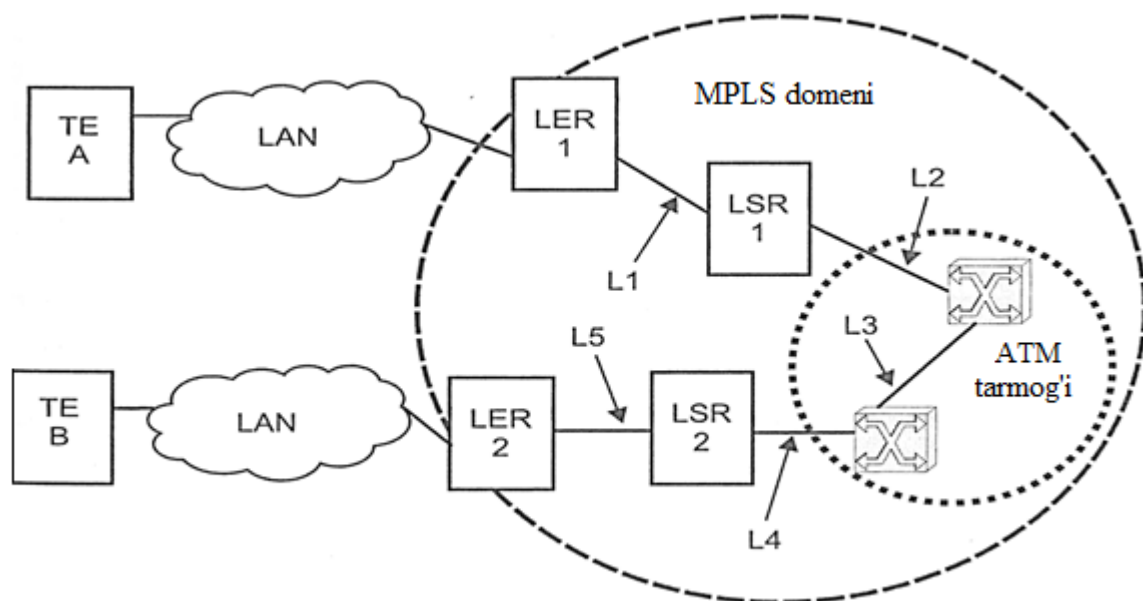 MPLS domeni
TE
A
LAN
LER
1
LSR
1
L2
L1
L3
ATM
tarmog'i
L5
TE
B
LAN
LER
2
LSR
2
L4